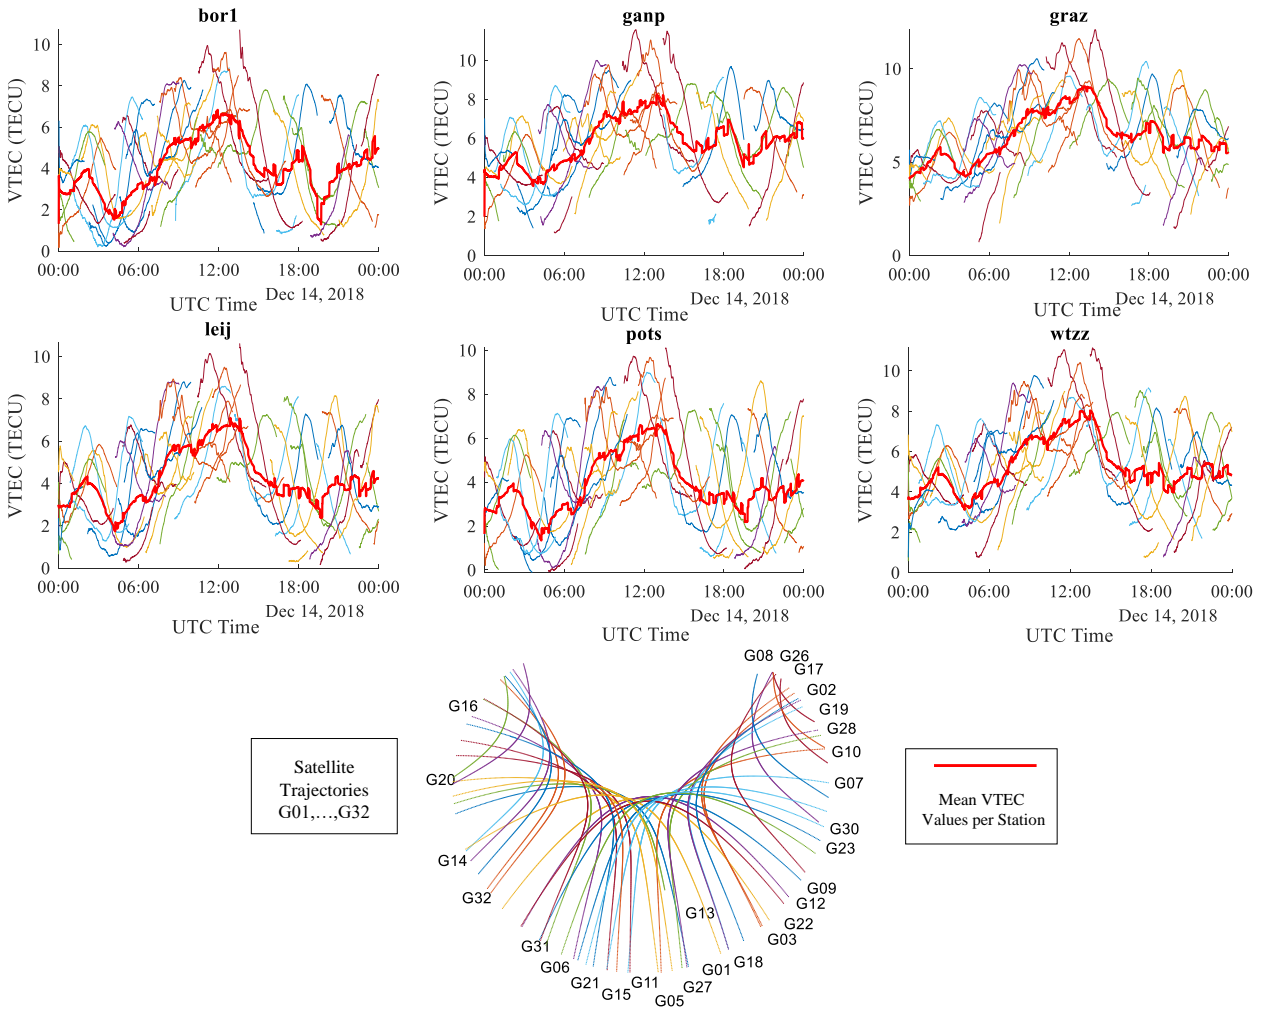 bor1
VTEC (TECU)
10
8
6
4
2
0
00:00 06:00 12:00 18:00 00:00
UTC Time
Dec 14, 2018
ganp
VTEC (TECU)
10
8
6
4
2
0
00:00 06:00 12:00 18:00 00:00
UTC Time
Dec 14, 2018
graz
VTEC (TECU)
10
5
0
00:00 06:00 12:00 18:00 00:00
UTC Time
Dec 14, 2018
leij
VTEC (TECU)
10
8
6
4
2
0
00:00 06:00 12:00 18:00 00:00
Dec 14, 2018
UTC Time
pots
VTEC (TECU)
10
8
6
4
2
0
00:00 06:00 12:00 18:00 00:00
Dec 14, 2018
UTC Time
wtzz
VTEC (TECU)
10
8
6
4
2
0
00:00 06:00 12:00 18:00 00:00
Dec 14, 2018
UTC Time
Satellite
Trajectories
G01,...,G32
G08 G26
G17
G02
G19
G28
G10
G07
G30
G23
G09
G12
G22
G03
G13
G18
G01
G27
G05
G11
G15
G21
G06
G31
G32
G14
G20
G16
Mean VTEC
Values per Station